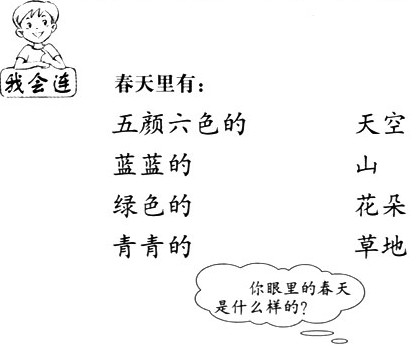 我会连
春天里有：
五颜六色的 天空
蓝蓝的 山
绿色的 花朵
青青的 草地
你眼里的春天
是什么样的？